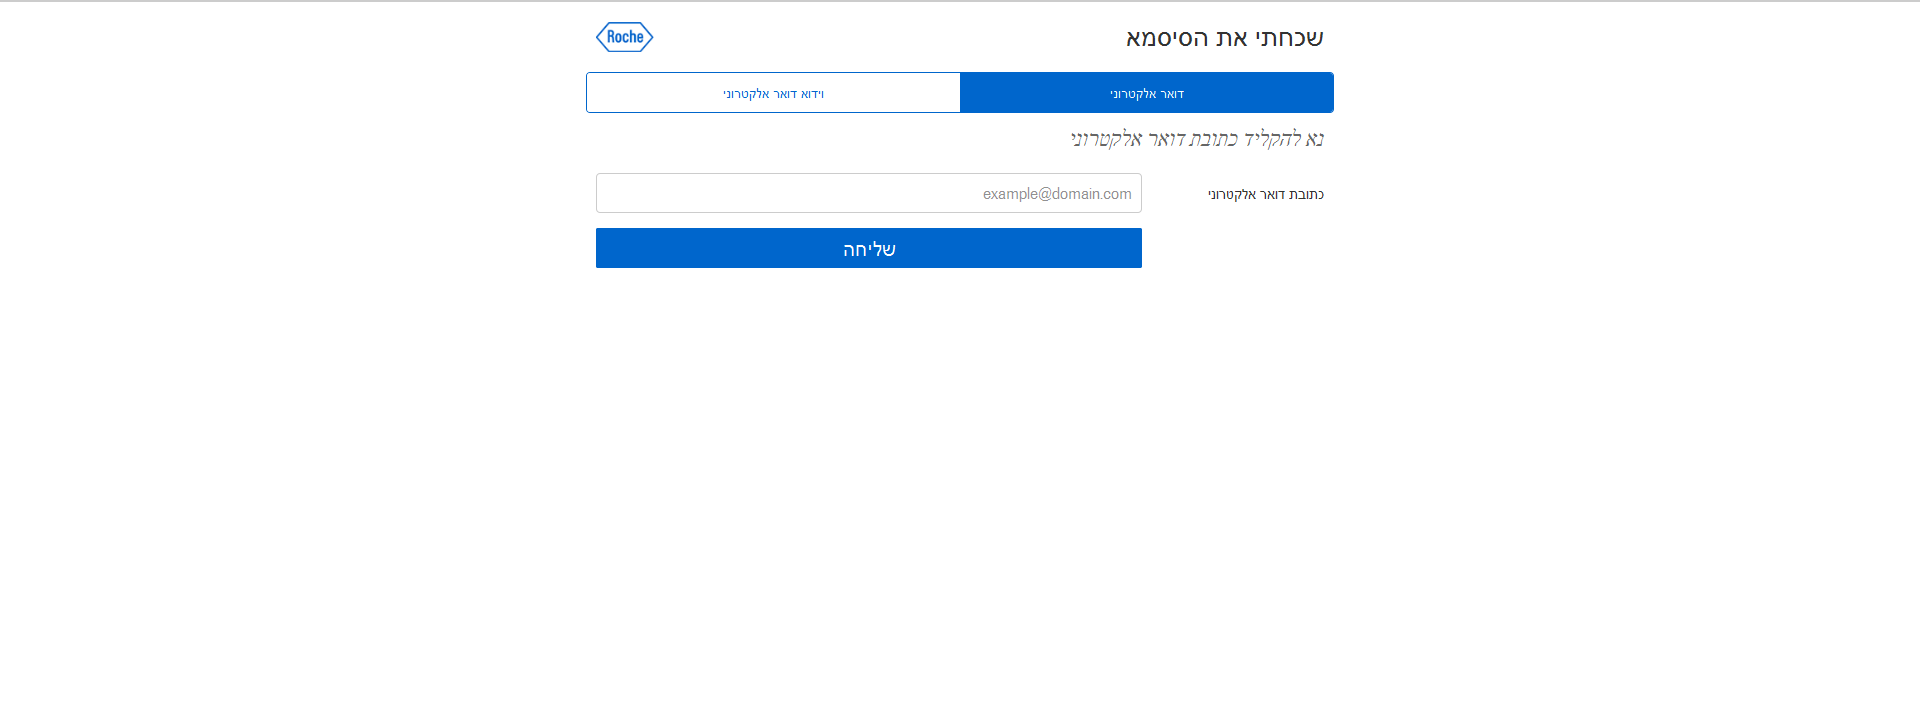 שכחתי את הסיסמא
Roche
דואר אלקטרוני
וידוא דואר אלקטרוני
נא להקליד כתובת דואר אלקטרוני
כתובת דואר אלקטרוני
example@domain.com
שליחה